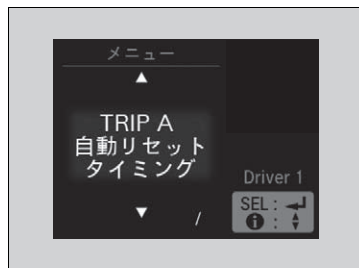 メニュー
▲
TRIP A
自動リセット
タイミング
▼
/
Driver 1
SEL : ↵
i : ▲▼